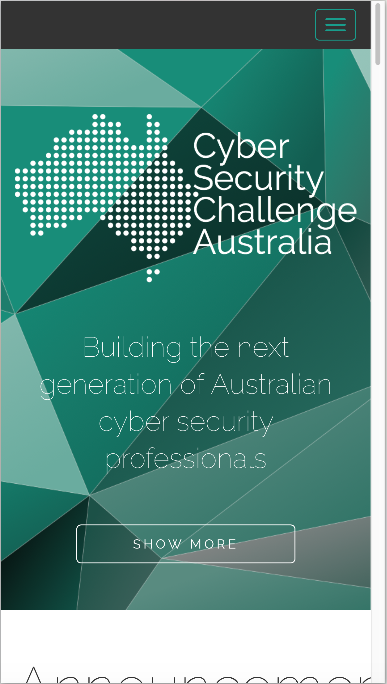 Cyber
Security
Challenge
Australia
Building the next
generation of Australian
cyber security
professionals
SHOW MORE